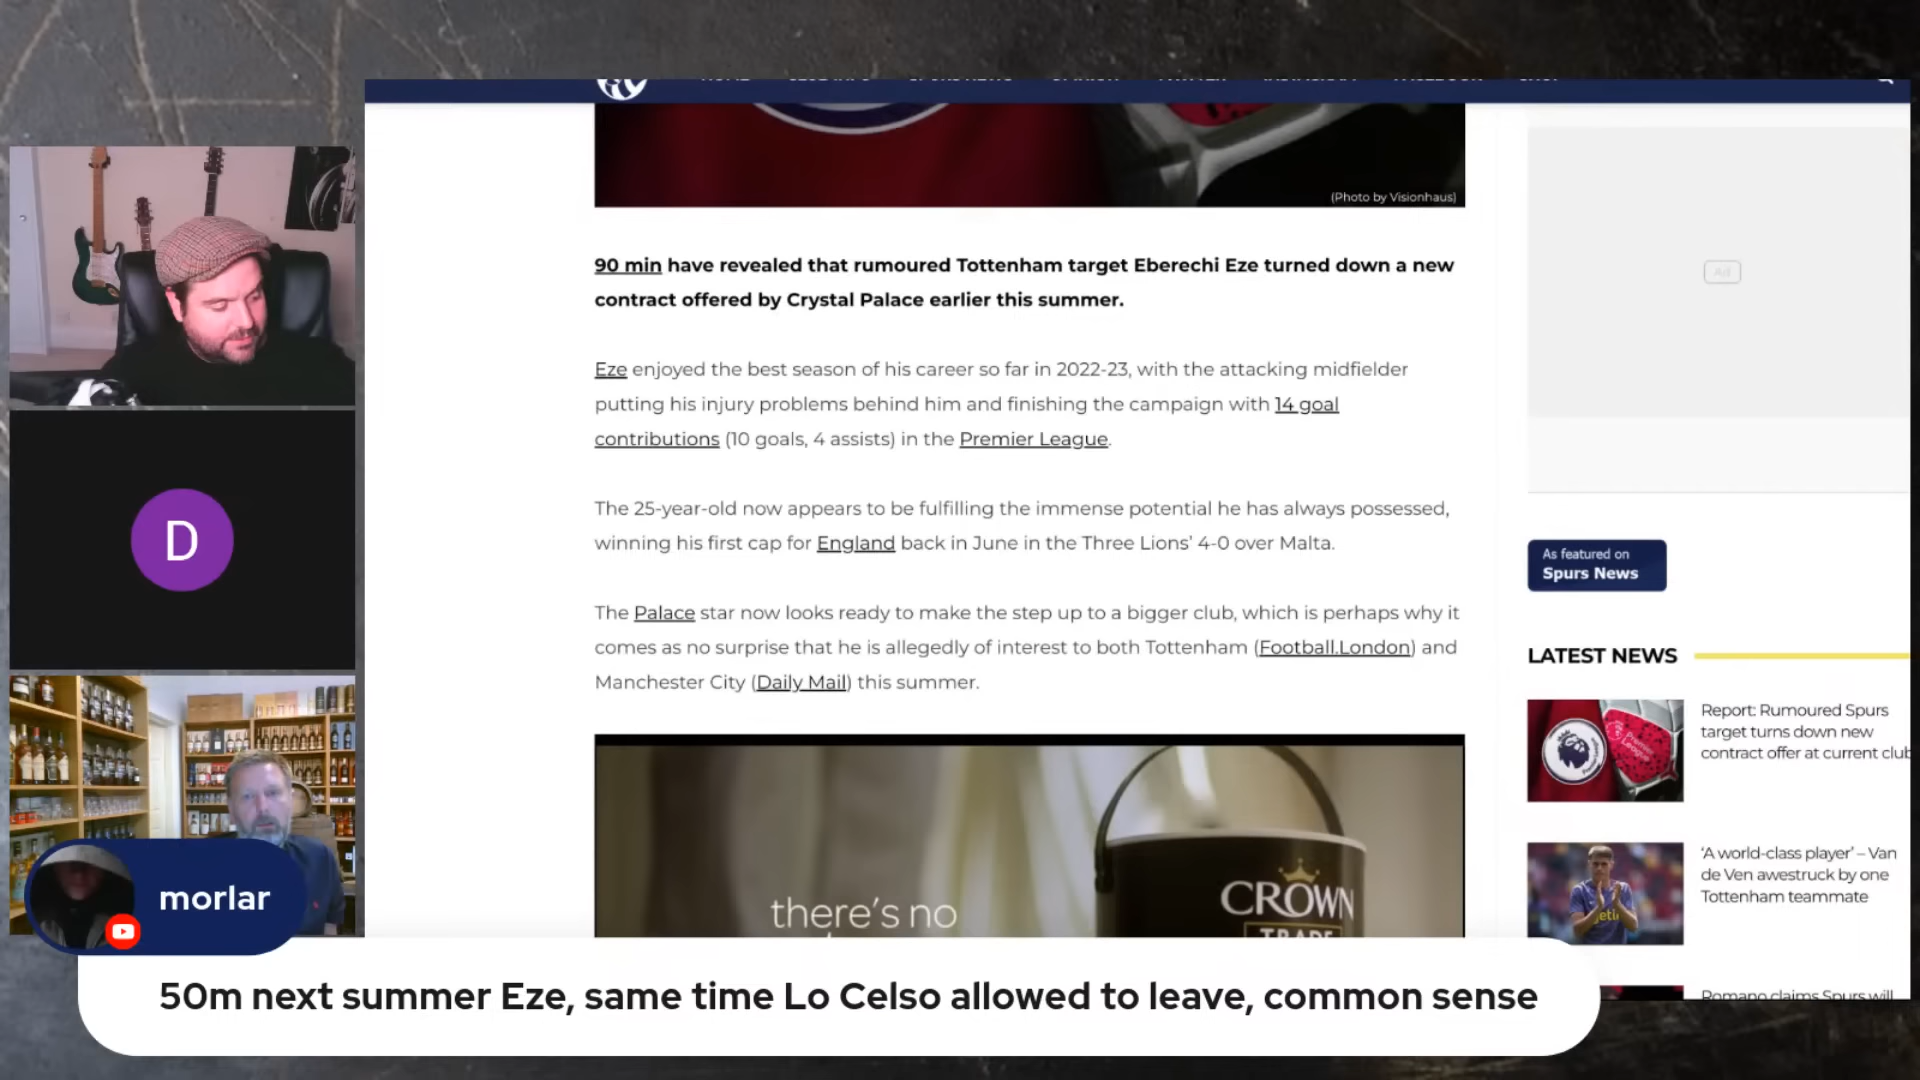 (Photo by Visionhaus)
90 min have revealed that rumoured Tottenham target Eberechi Eze turned down a new
contract offered by Crystal Palace earlier this summer.
Eze enjoyed the best season of his career so far in 2022-23, with the attacking midfielder
putting his injury problems behind him and finishing the campaign with 14 goal
contributions (10 goals, 4 assists) in the Premier League.
The 25-year-old now appears to be fulfilling the immense potential he has always possessed,
winning his first cap for England back in June in the Three Lions' 4-0 over Malta.
The Palace star now looks ready to make the step up to a bigger club, which is perhaps why it
comes as no surprise that he is allegedly of interest to both Tottenham (Football.London) and
Manchester City (Daily Mail) this summer.
there's no
CROWN
TRADE
Ad
As featured on
Spurs News
LATEST NEWS
Report: Rumoured Spurs
target turns down new
contract offer at current club
'A world-class player' – Van
de Ven awestruck by one
Tottenham teammate
Romano claims Spurs will
D
morlar
50m next summer Eze, same time Lo Celso allowed to leave, common sense